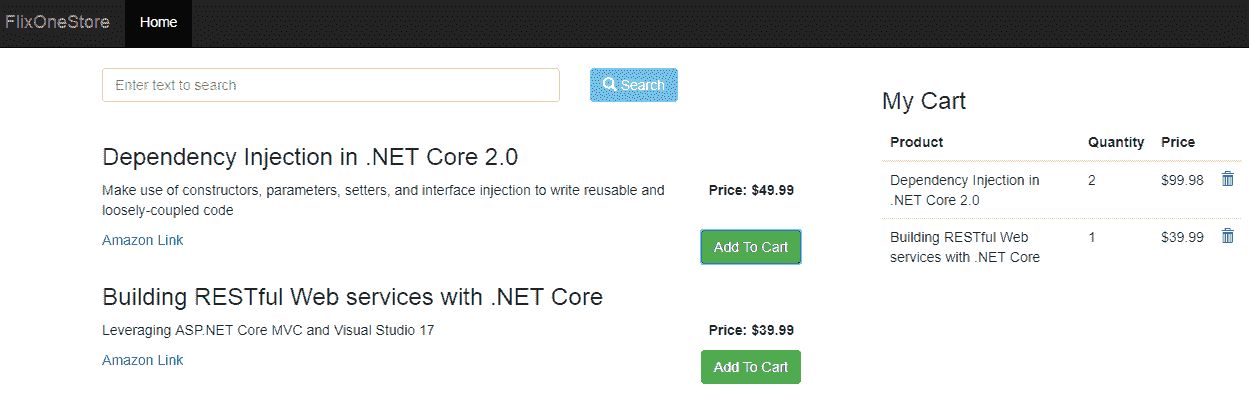 FlixOneStore
Home
Enter text to search
Search
Dependency Injection in .NET Core 2.0
Make use of constructors, parameters, setters, and interface injection to write reusable and
loosely-coupled code
Price: $49.99
Amazon Link
Add To Cart
Building RESTful Web services with .NET Core
Leveraging ASP.NET Core MVC and Visual Studio 17
Price: $39.99
Amazon Link
Add To Cart
My Cart
Product Quantity Price
Dependency Injection in 2 $99.98
.NET Core 2.0
Building RESTful Web 1 $39.99
services with .NET Core